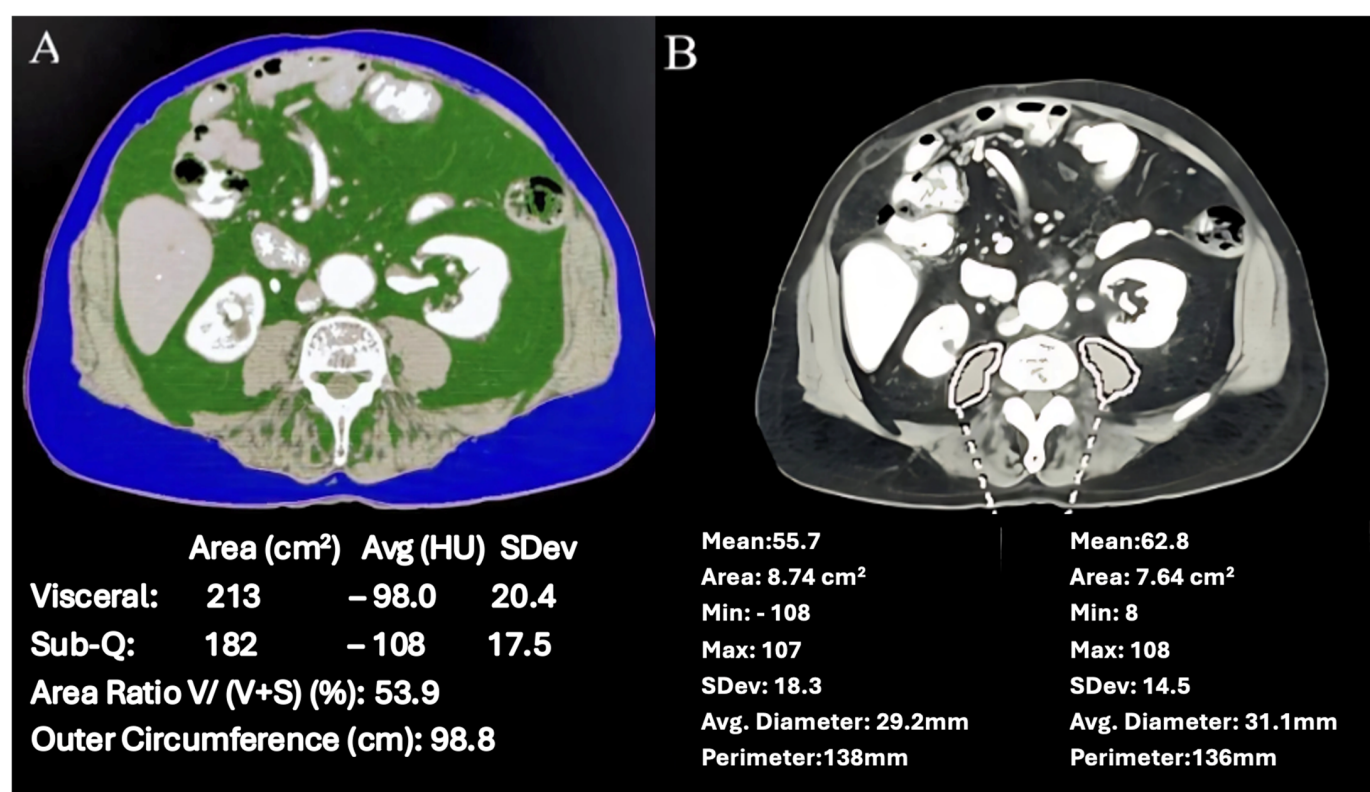 A
B
Area (cm²) Avg (HU) SDev
Visceral: 213 – 98.0 20.4
Sub-Q: 182 – 108 17.5
Area Ratio V/ (V+S) (%): 53.9
Outer Circumference (cm): 98.8
Mean:55.7
Area: 8.74 cm²
Min: - 108
Max: 107
SDev: 18.3
Avg. Diameter: 29.2mm
Perimeter:138mm
Mean:62.8
Area: 7.64 cm²
Min: 8
Max: 108
SDev: 14.5
Avg. Diameter: 31.1mm
Perimeter:136mm